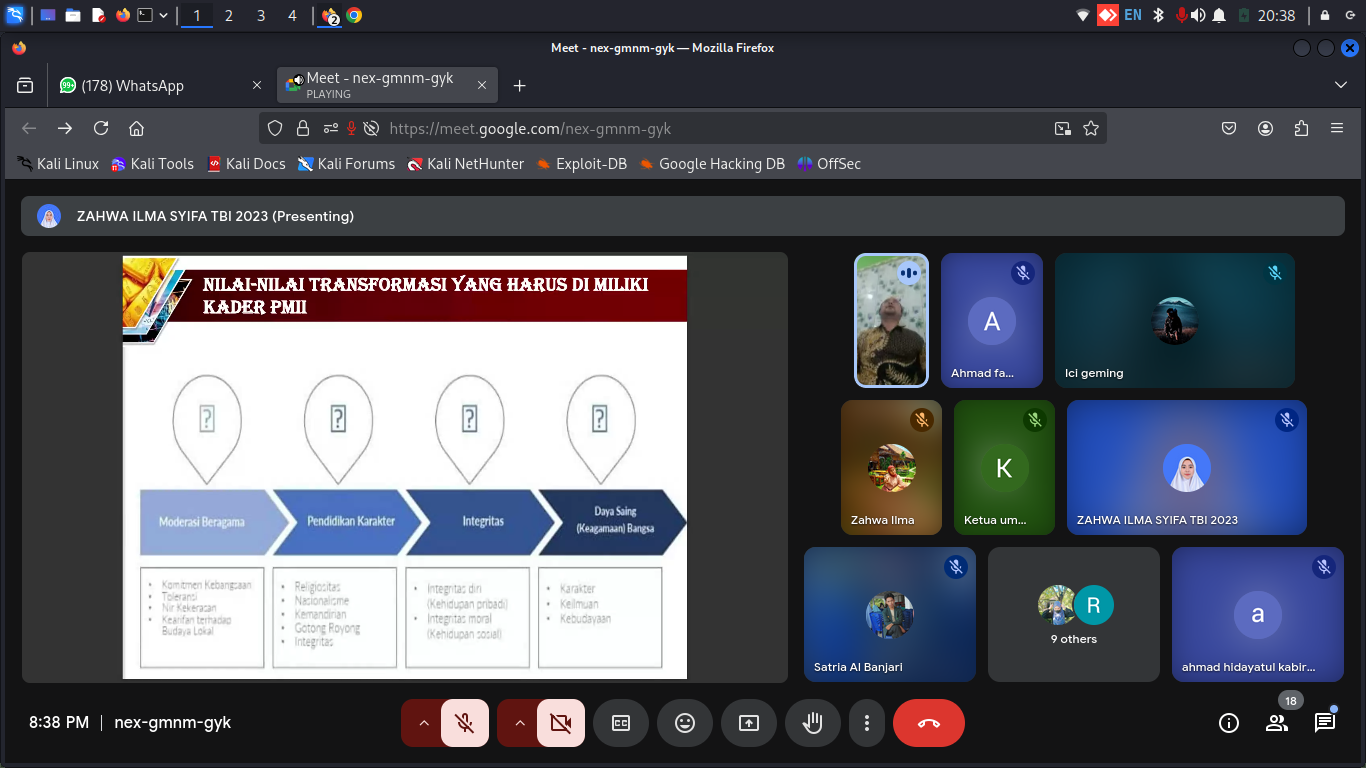 1
2
3
4
2
EN
20:38
Meet - nex-gmnm-gyk — Mozilla Firefox
99+
(178) WhatsApp
Meet - nex-gmnm-gyk
PLAYING
https://meet.google.com/nex-gmnm-gyk
Kali Linux
Kali Tools
Kali Docs
Kali Forums
Kali NetHunter
Exploit-DB
Google Hacking DB
OffSec
ZAHWA ILMA SYIFA TBI 2023 (Presenting)
NILAI-NILAI TRANSFORMASI YANG HARUS DI MILIKI
KADER PMII
?
?
?
?
Moderasi Beragama
Pendidikan Karakter
Integritas
Daya Saing
(Keagamaan) Bangsa
• Komitmen Kebangsaan
• Toleransi
• Nir Kekerasan
• Kearifan terhadap
Budaya Lokal
• Religiositas
• Nasionalisme
• Kemandirian
• Gotong Royong
• Integritas
• Integritas diri
(Kehidupan pribadi)
• Integritas moral
(Kehidupan sosial)
• Karakter
• Keilmuan
• Kebudayaan
A
Ahmad fa...
Ici geming
Zahwa Ilma
K
Ketua um...
ZAHWA ILMA SYIFA TBI 2023
Satria Al Banjari
R
9 others
a
ahmad hidayatul kabir...
8:38 PM | nex-gmnm-gyk
18